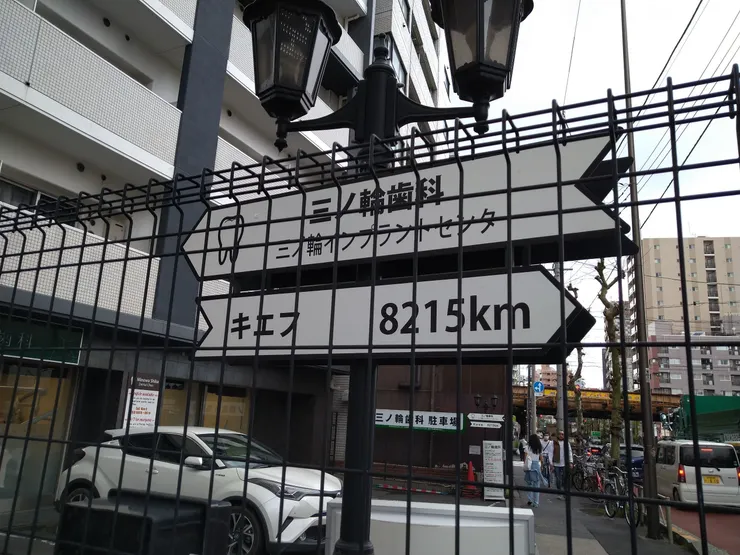 三ノ輪歯科
三ノ輪インプラントセンタ
キエフ 8215km
三ノ輪歯科 駐車場